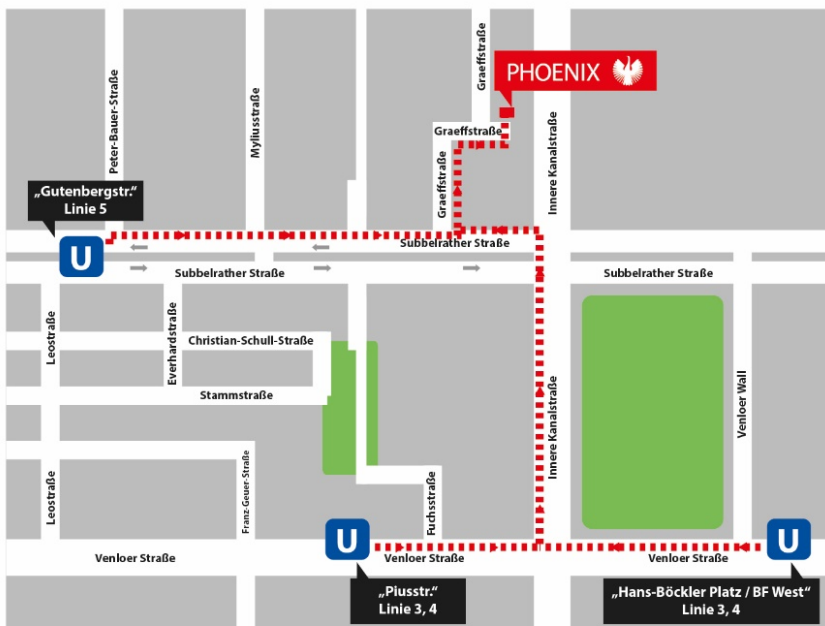 PHOENIX
Graeffstraße
Graeffstraße
Graeffstraße
Peter-Bauer-Straße
Myliusstraße
Innere Kanalstraße
„Gutenbergstr.“
Linie 5
U
Subbelrather Straße
Subbelrather Straße
Subbelrather Straße
Leostraße
Everhardstraße
Christian-Schull-Straße
Stammstraße
Innere Kanalstraße
Venloer Wall
Leostraße
Franz-Geuer-Straße
Fuchsstraße
U
U
Venloer Straße
Venloer Straße
Venloer Straße
„Piusstr.“
Linie 3, 4
„Hans-Böckler Platz / BF West“
Linie 3, 4